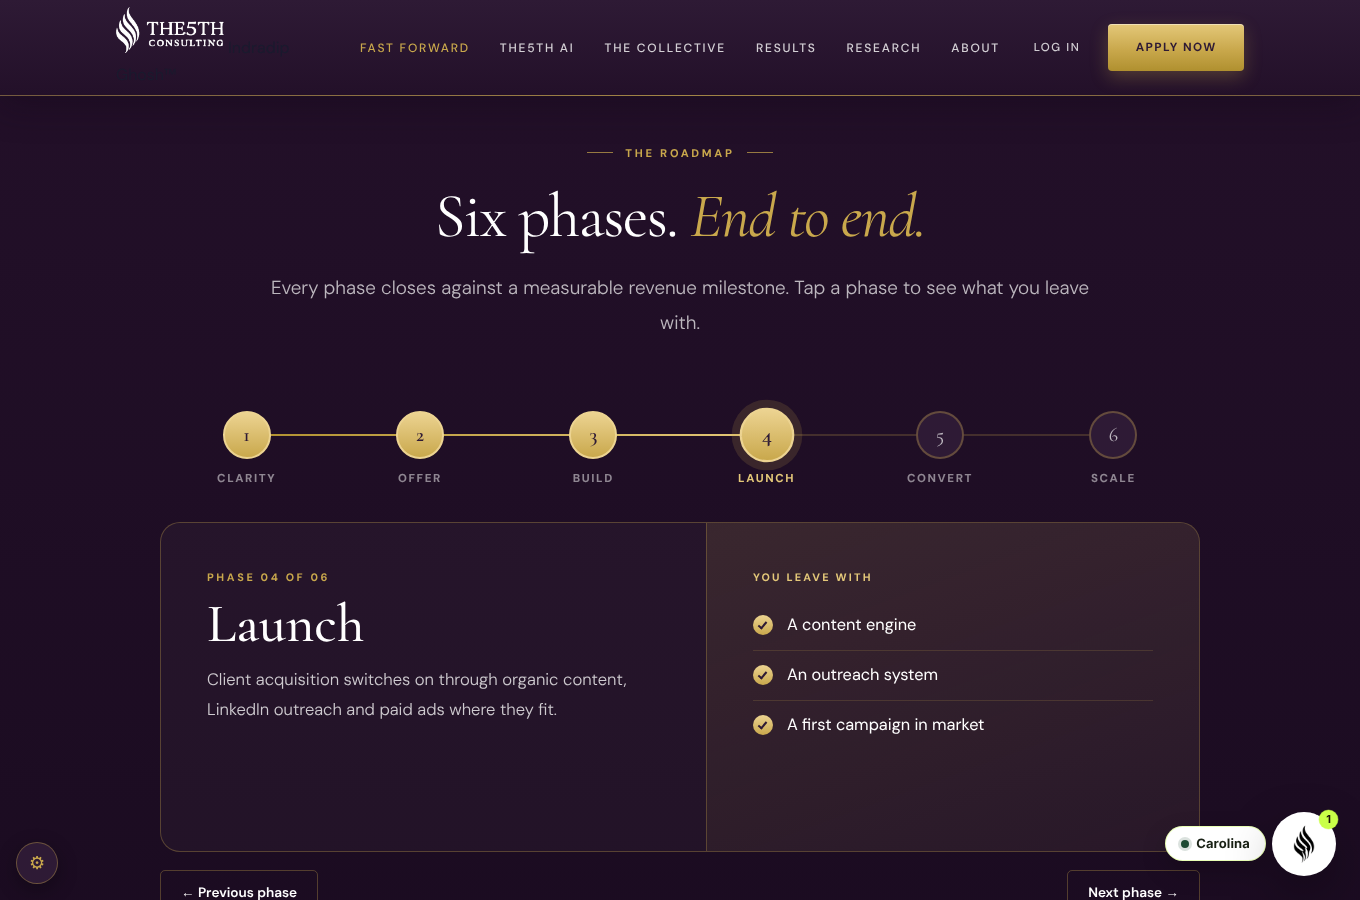 THE5TH
CONSULTING
FAST FORWARD
THE5TH AI
THE COLLECTIVE
RESULTS
RESEARCH
ABOUT
LOG IN
APPLY NOW
THE ROADMAP
Six phases. End to end.
Every phase closes against a measurable revenue milestone. Tap a phase to see what you leave
with.
1
2
3
4
5
6
CLARITY
OFFER
BUILD
LAUNCH
CONVERT
SCALE
PHASE 04 OF 06
Launch
Client acquisition switches on through organic content,
LinkedIn outreach and paid ads where they fit.
YOU LEAVE WITH
A content engine
An outreach system
A first campaign in market
Carolina
1
← Previous phase
Next phase →